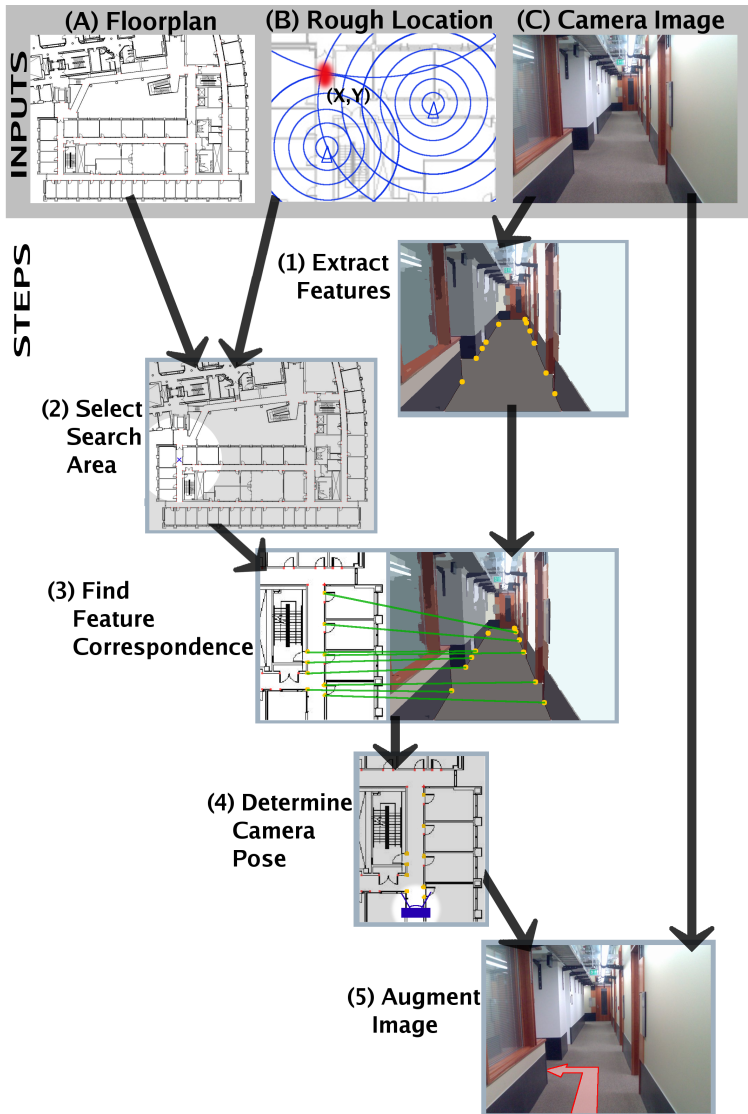 (A) Floorplan
(B) Rough Location
(C) Camera Image
INPUTS
(X,Y)
STEPS
(1) Extract
Features
(2) Select
Search
Area
(3) Find
Feature
Correspondence
(4) Determine
Camera
Pose
(5) Augment
Image